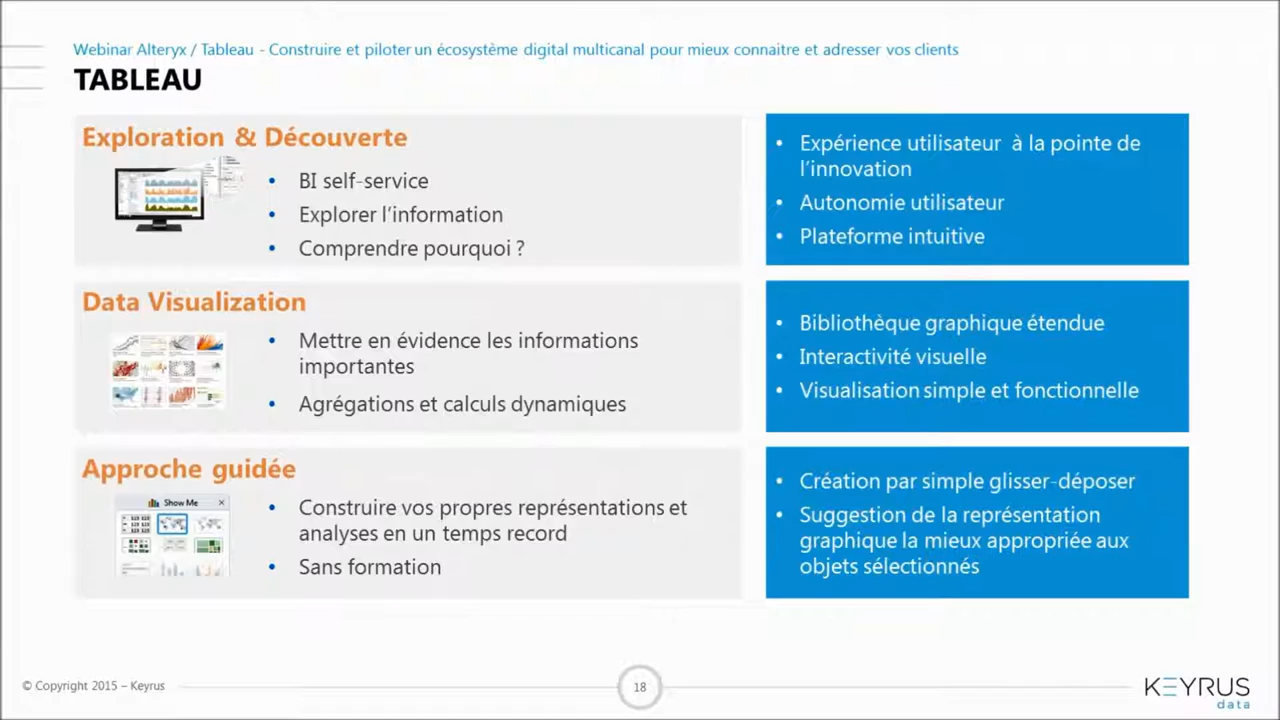 Webinar Alteryx / Tableau - Construire et piloter un écosystème digital multicanal pour mieux connaitre et adresser vos clients
TABLEAU
Exploration & Découverte
• BI self-service
• Explorer l'information
• Comprendre pourquoi ?
• Expérience utilisateur à la pointe de
l'innovation
• Autonomie utilisateur
• Plateforme intuitive
Data Visualization
• Mettre en évidence les informations
importantes
• Agrégations et calculs dynamiques
• Bibliothèque graphique étendue
• Interactivité visuelle
• Visualisation simple et fonctionnelle
Approche guidée
Show Me
• Construire vos propres représentations et
analyses en un temps record
• Sans formation
• Création par simple glisser-déposer
• Suggestion de la représentation
graphique la mieux appropriée aux
objets sélectionnés
© Copyright 2015 – Keyrus
18
KEYRUS
data